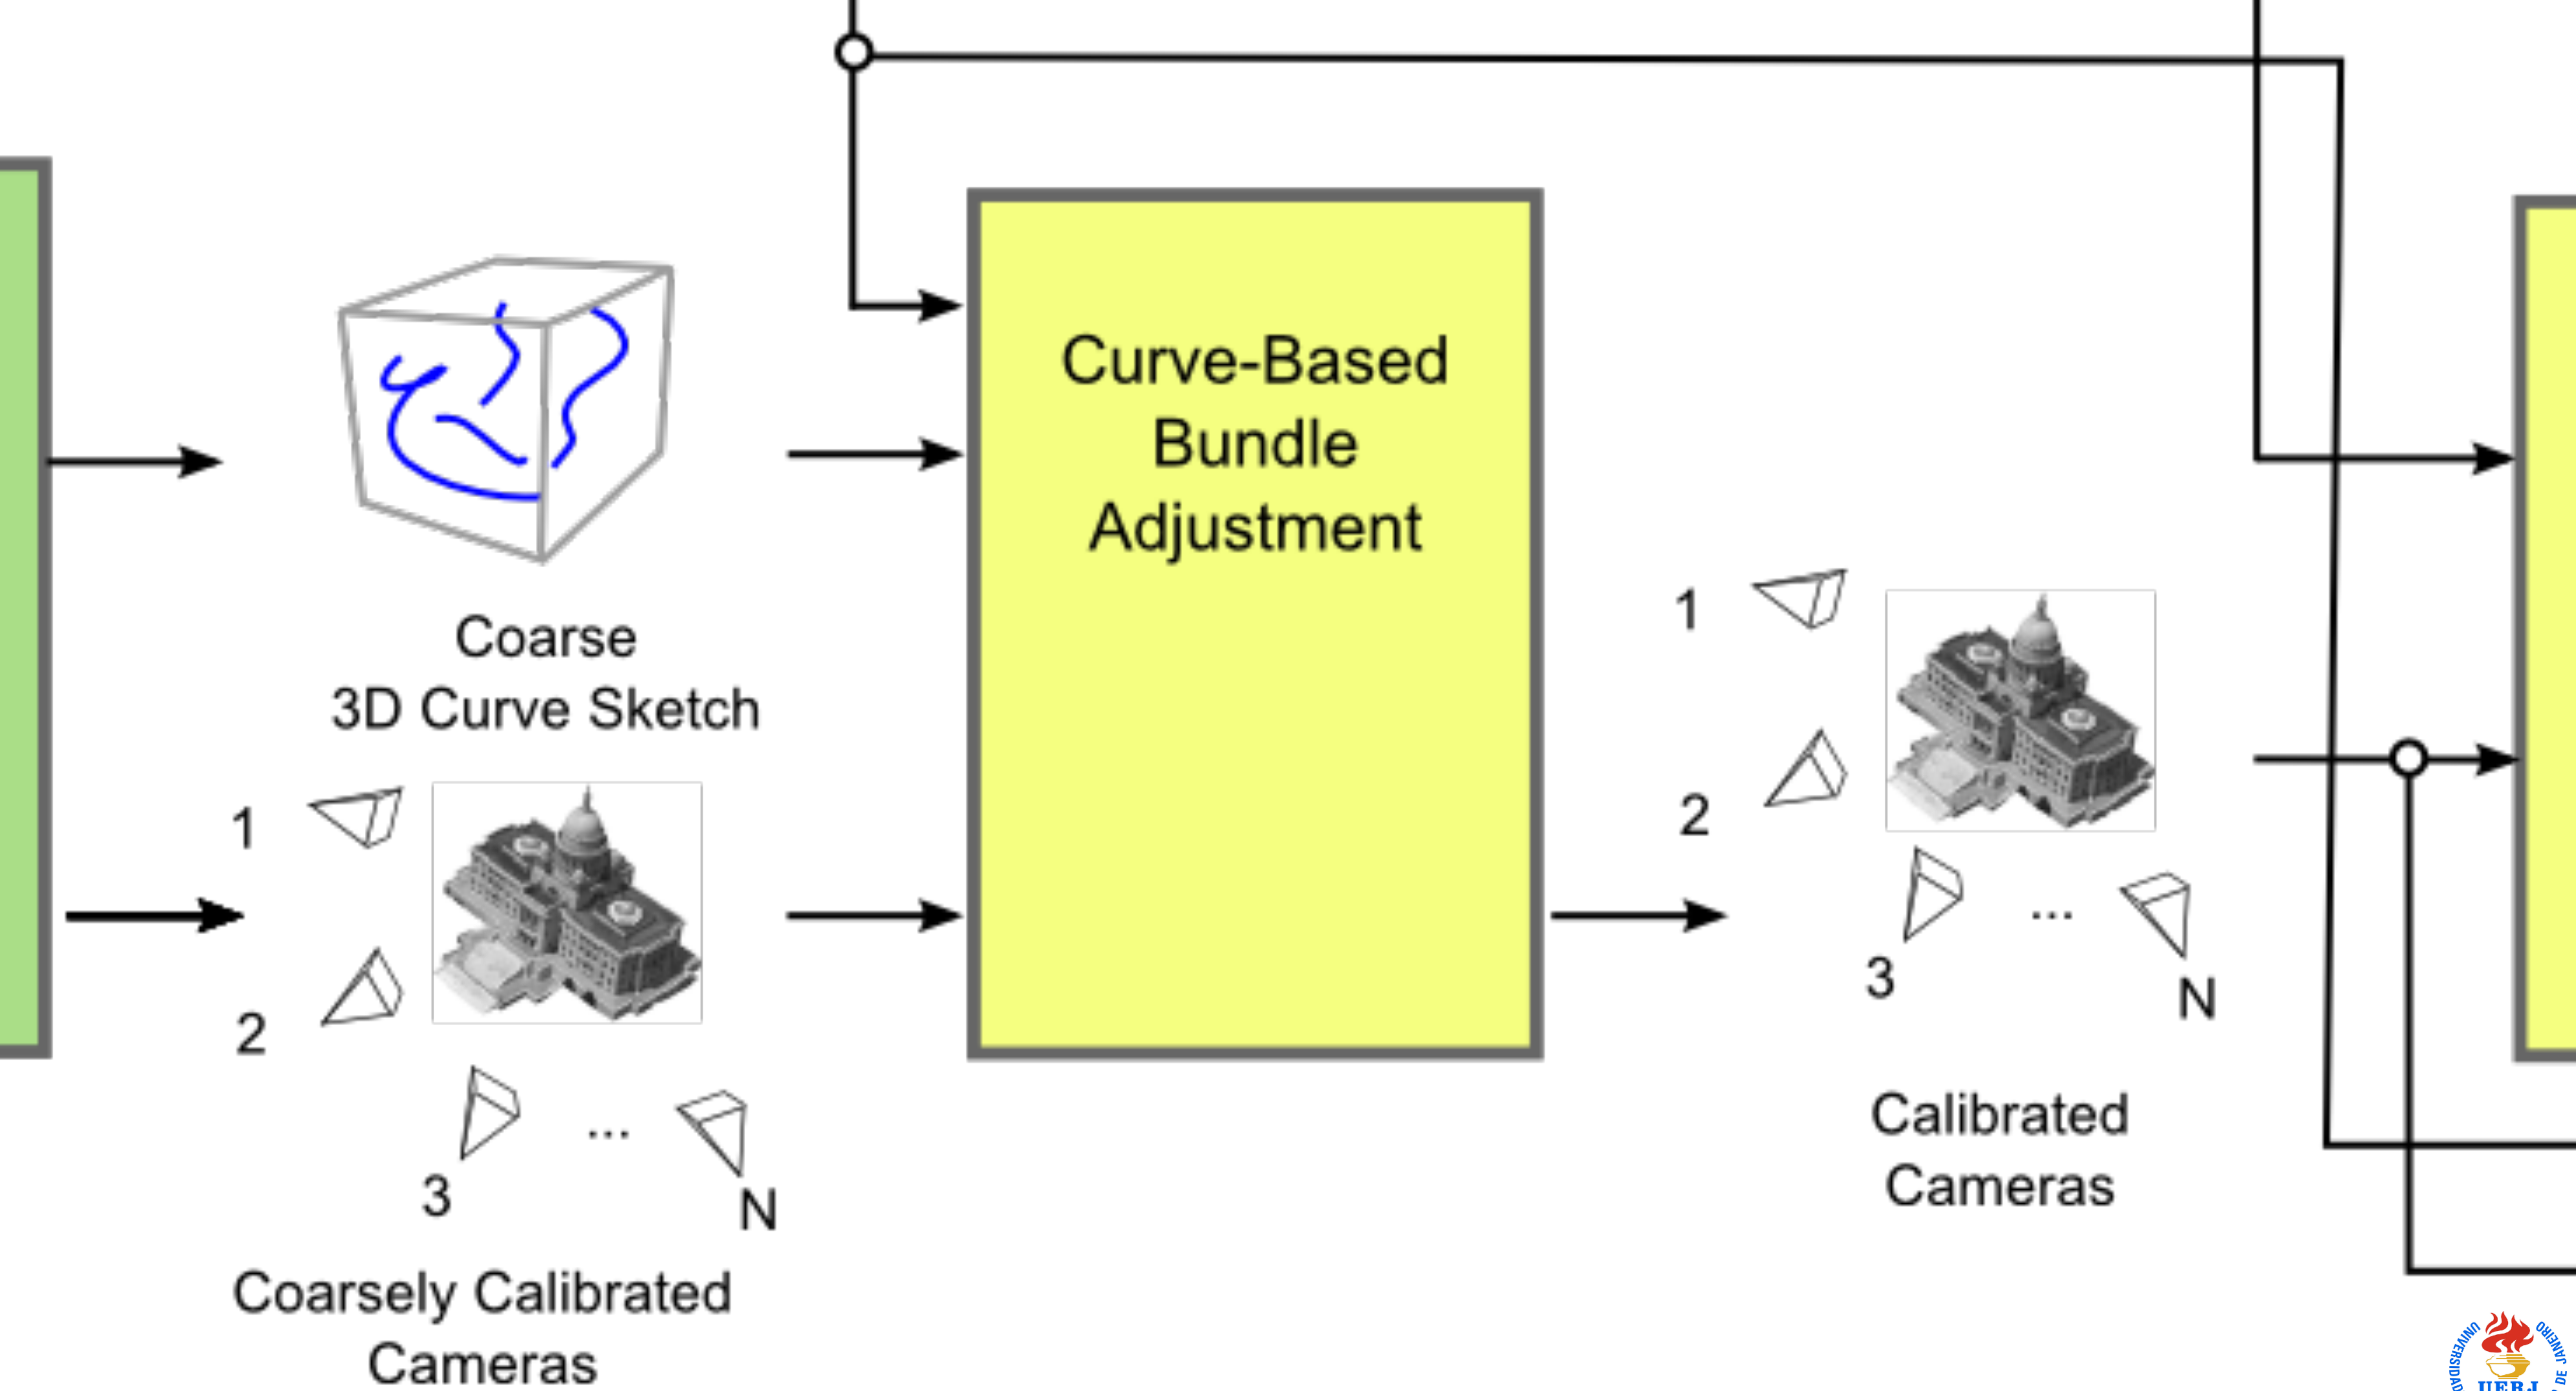 Coarse
3D Curve Sketch
1
2
3
...
N
Coarsely Calibrated
Cameras
Curve-Based
Bundle
Adjustment
1
2
3
...
N
Calibrated
Cameras
UERJ